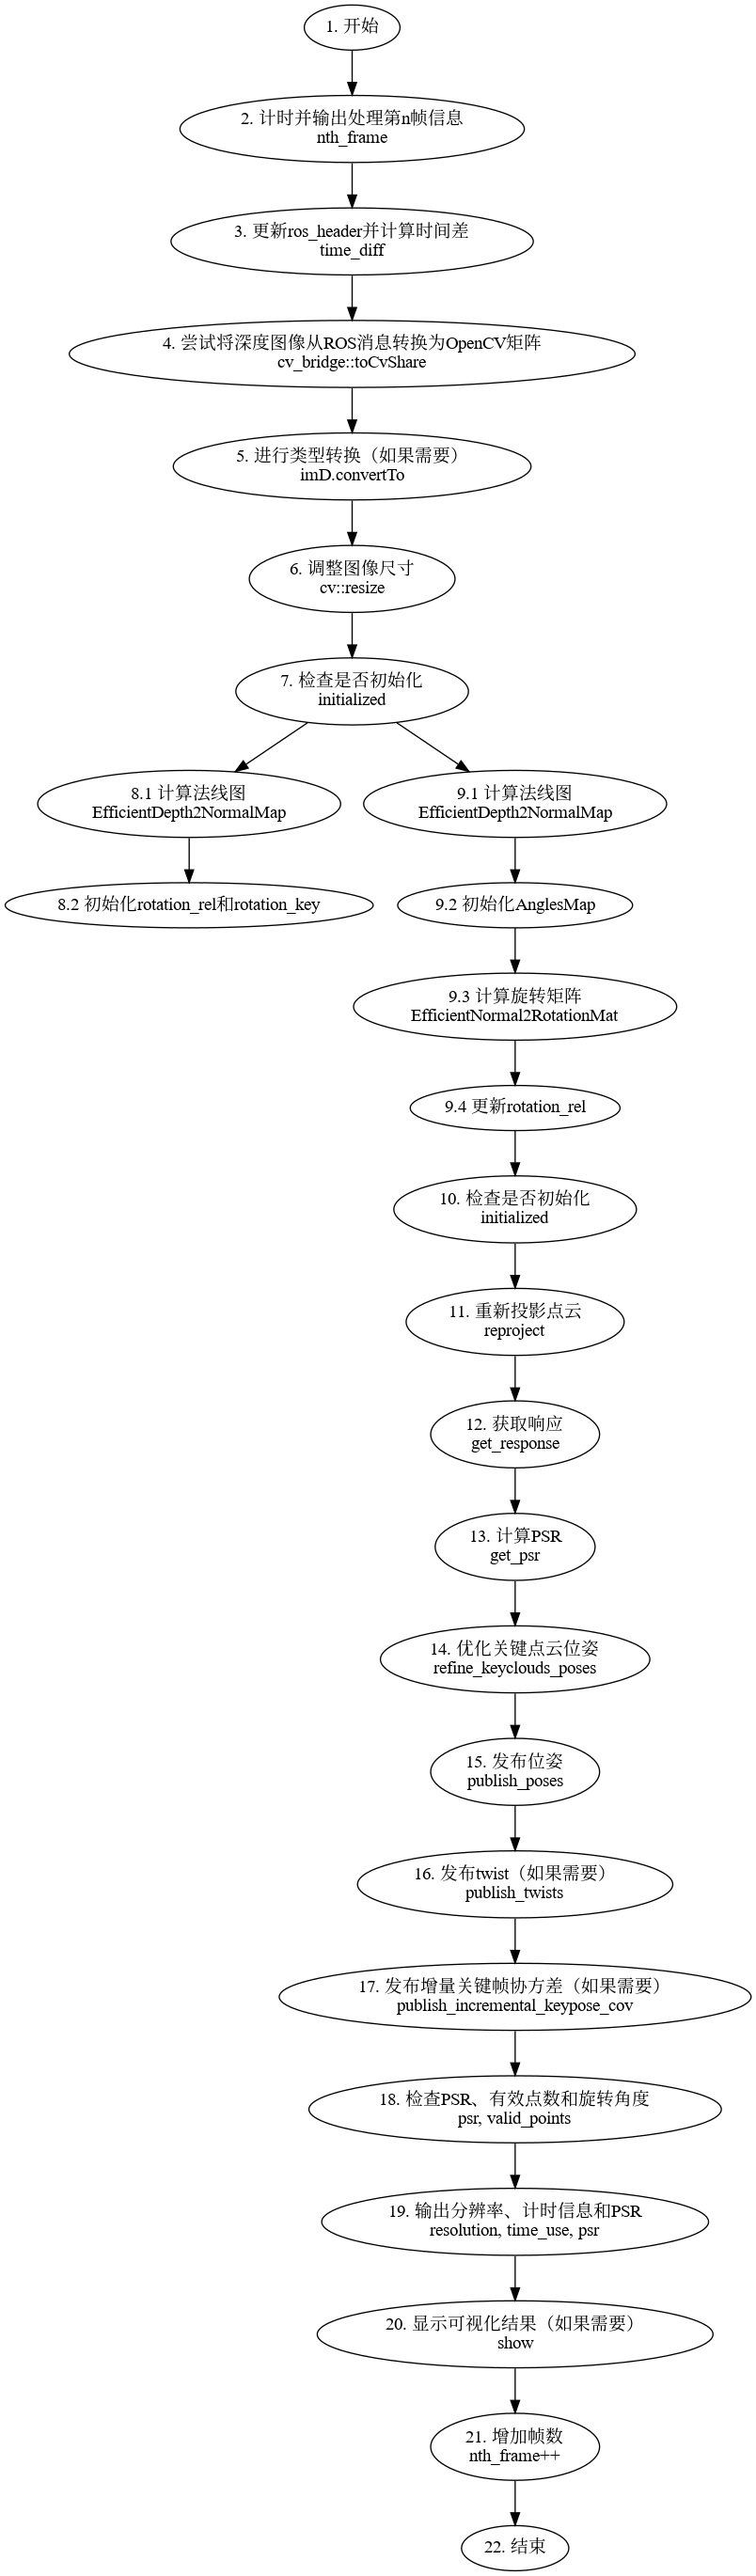 1. 开始
2. 计时并输出处理第n帧信息
nth_frame
3. 更新ros_header并计算时间差
time_diff
4. 尝试将深度图像从ROS消息转换为OpenCV矩阵
cv_bridge::toCvShare
5. 进行类型转换（如果需要）
imD.convertTo
6. 调整图像尺寸
cv::resize
7. 检查是否初始化
initialized
8.1 计算法线图
EfficientDepth2NormalMap
8.2 初始化rotation_rel和rotation_key
9.1 计算法线图
EfficientDepth2NormalMap
9.2 初始化AnglesMap
9.3 计算旋转矩阵
EfficientNormal2RotationMat
9.4 更新rotation_rel
10. 检查是否初始化
initialized
11. 重新投影点云
reproject
12. 获取响应
get_response
13. 计算PSR
get_psr
14. 优化关键点云位姿
refine_keyclouds_poses
15. 发布位姿
publish_poses
16. 发布twist（如果需要）
publish_twists
17. 发布增量关键帧协方差（如果需要）
publish_incremental_keypose_cov
18. 检查PSR、有效点数和旋转角度
psr, valid_points
19. 输出分辨率、计时信息和PSR
resolution, time_use, psr
20. 显示可视化结果（如果需要）
show
21. 增加帧数
nth_frame++
22. 结束